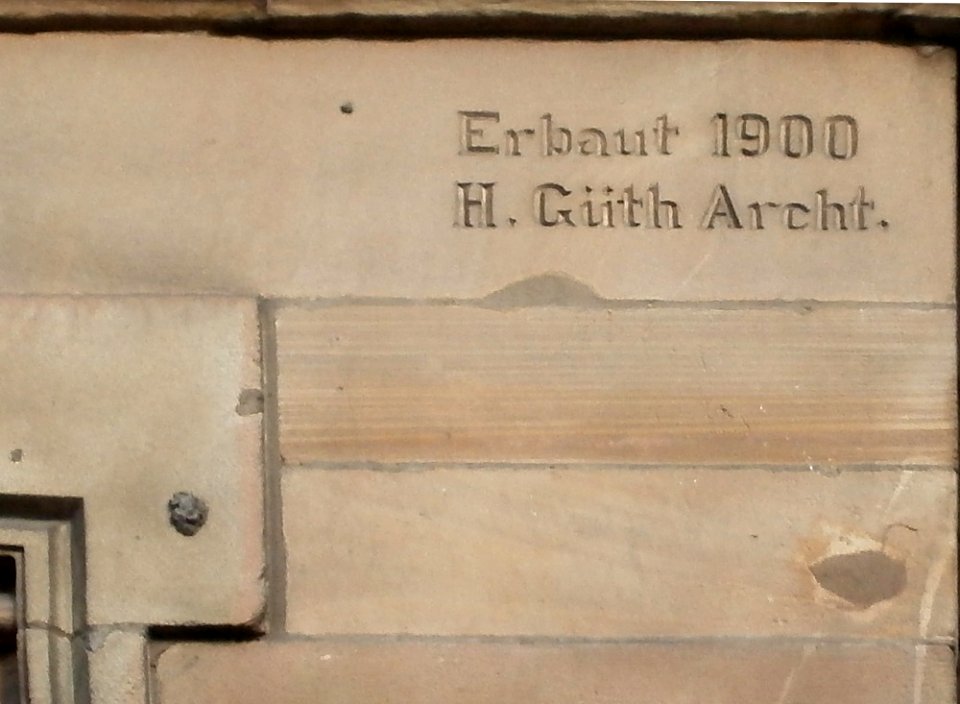 Erbaut 1900
H. Güth Archt.